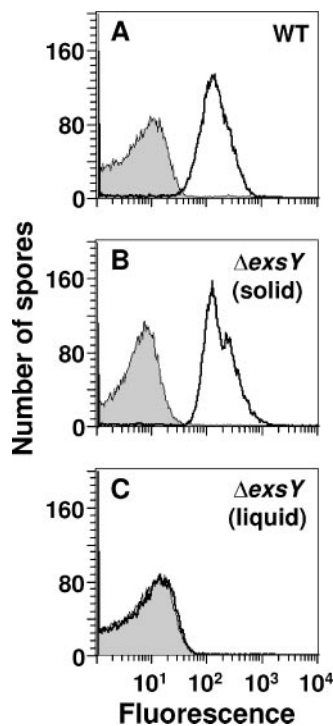 A WT
160
80
0
B ΔexsY
(solid)
160
80
0
C ΔexsY
(liquid)
160
80
0
Number of spores
10¹ 10² 10³ 10⁴
Fluorescence